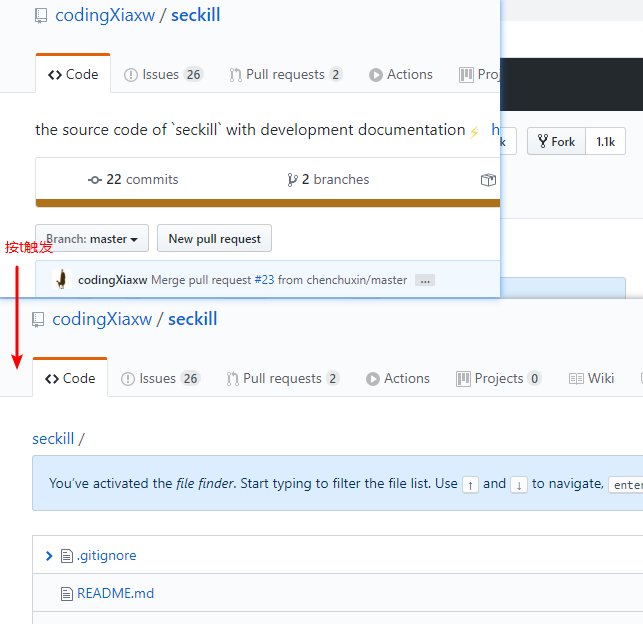 codingXiaxw / seckill
Code Issues 26 Pull requests 2 Actions Proj
the source code of `seckill` with development documentation⚡ h
k Fork 1.1k
22 commits 2 branches
Branch: master New pull request
按t触发
codingXiaxw Merge pull request #23 from chenchuxin/master ...
codingXiaxw / seckill
Code Issues 26 Pull requests 2 Actions Projects 0 Wiki
seckill /
You've activated the file finder. Start typing to filter the file list. Use ↑ and ↓ to navigate, enter
.gitignore
README.md